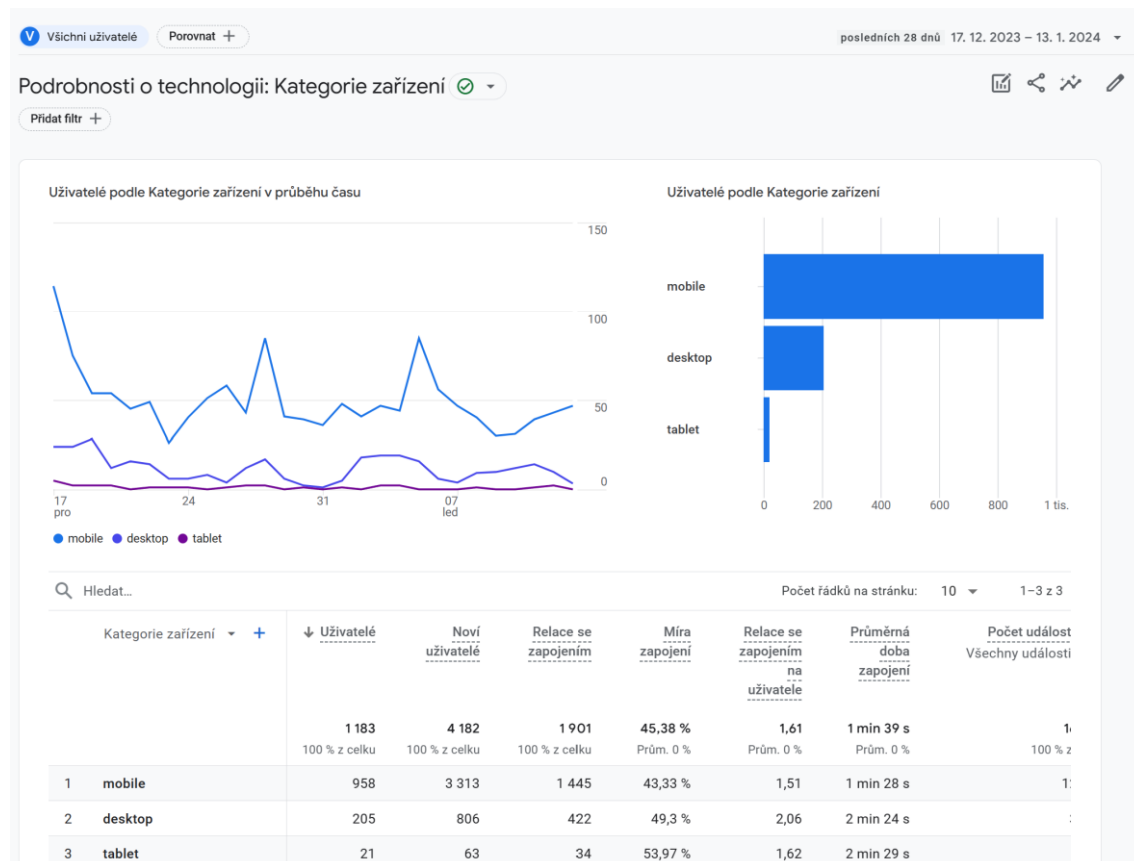 V Všichni uživatelé Porovnat + posledních 28 dnů 17. 12. 2023 – 13. 1. 2024
Podrobnosti o technologii: Kategorie zařízení
Přidat filtr +
Uživatelé podle Kategorie zařízení v průběhu času
150
100
50
0
17 24 31 07
pro led
mobile desktop tablet
Uživatelé podle Kategorie zařízení
mobile
desktop
tablet
0 200 400 600 800 1 tis.
Hledat… Počet řádků na stránku: 10 1–3 z 3
Kategorie zařízení + ↓ Uživatelé Noví Relace se Míra Relace se Průměrná Počet událost
uživatelé zapojením zapojení zapojením doba Všechny události
na zapojení
uživatele
1 183 4 182 1 901 45,38 % 1,61 1 min 39 s
100 % z celku 100 % z celku 100 % z celku Prům. 0 % Prům. 0 % Prům. 0 % 100 % z
1 mobile 958 3 313 1 445 43,33 % 1,51 1 min 28 s
2 desktop 205 806 422 49,3 % 2,06 2 min 24 s
3 tablet 21 63 34 53,97 % 1,62 2 min 29 s